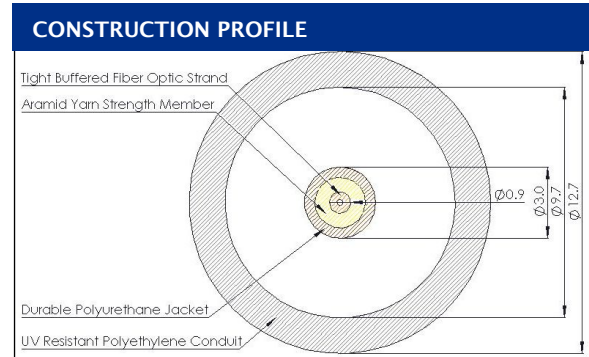 CONSTRUCTION PROFILE
Tight Buffered Fiber Optic Strand
Aramid Yarn Strength Member
Ø0.9
Ø3.0
Ø9.7
Ø12.7
Durable Polyurethane Jacket
UV Resistant Polyethylene Conduit